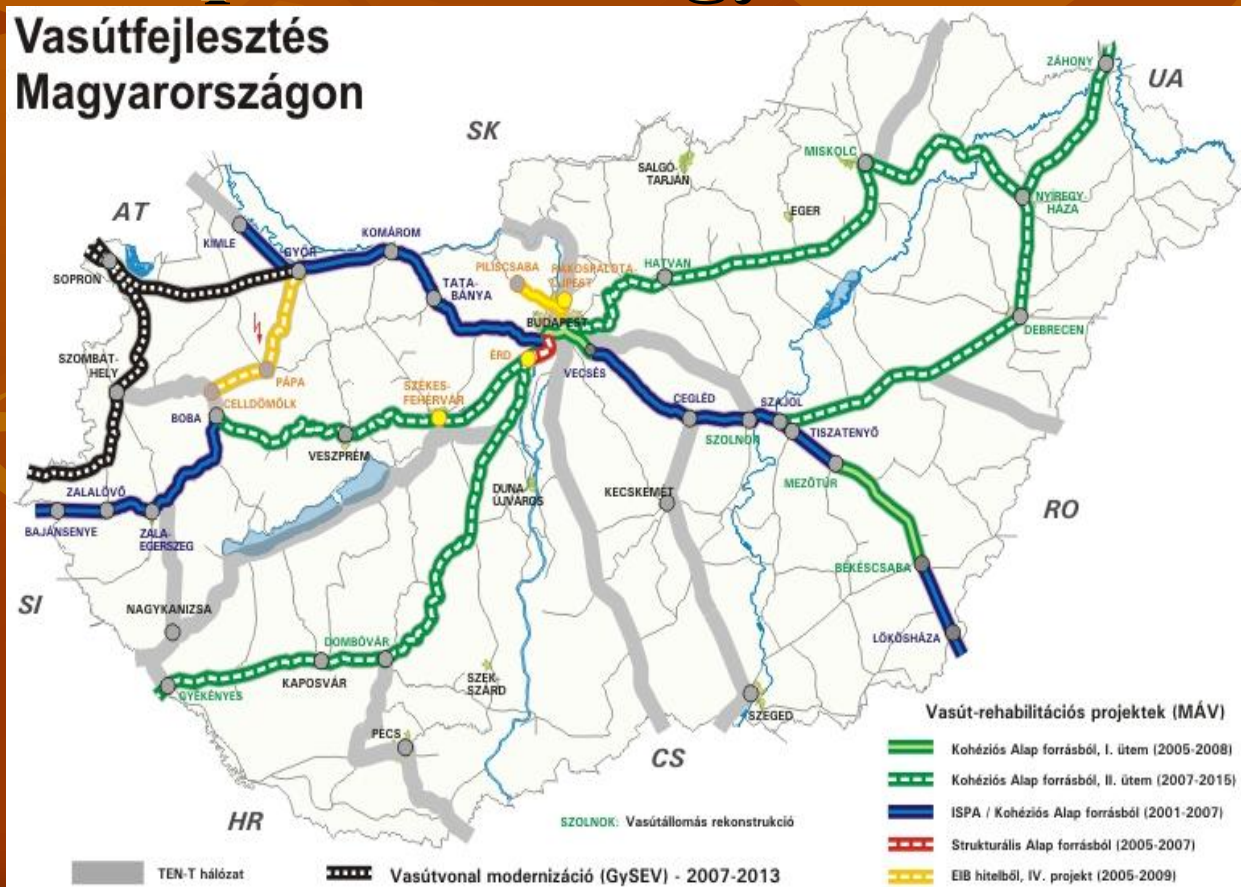 Vasútfejlesztés
Magyarországon
SK
UA
AT
ZÁHONY
MISKOLC
SALGÓ-
TARJÁN
NYÍREGY-
HÁZA
EGER
KIMLE
GYŐR
KOMÁROM
PILISCSABA
RÁKOSPALOTA-
ÚJPEST
HATVAN
SOPRON
TATA-
BÁNYA
BUDAPEST
DEBRECEN
SZOMBAT-
HELY
PÁPA
ÉRD
VECSÉS
SZÉKES-
FEHÉRVÁR
CELLDÖMÖLK
BOBA
CEGLÉD
SZAJOL
SZOLNOK
TISZATENYŐ
VESZPRÉM
MEZŐTÚR
ZALALÖVŐ
DUNA-
ÚJVÁROS
KECSKEMÉT
BAJÁNSENYE
ZALA-
EGERSZEG
RO
BÉKÉSCSABA
SI
NAGYKANIZSA
LŐKÖSHÁZA
DOMBÓVÁR
KAPOSVÁR
SZEK-
SZÁRD
GYÉKÉNYES
SZEGED
PÉCS
CS
HR
Vasút-rehabilitációs projektek (MÁV)
Kohéziós Alap forrásból, I. ütem (2005-2008)
Kohéziós Alap forrásból, II. ütem (2007-2015)
ISPA / Kohéziós Alap forrásból (2001-2007)
Strukturális Alap forrásból (2005-2007)
EIB hitelből, IV. projekt (2005-2009)
SZOLNOK: Vasútállomás rekonstrukció
TEN-T hálózat
Vasútvonal modernizáció (GySEV) - 2007-2013